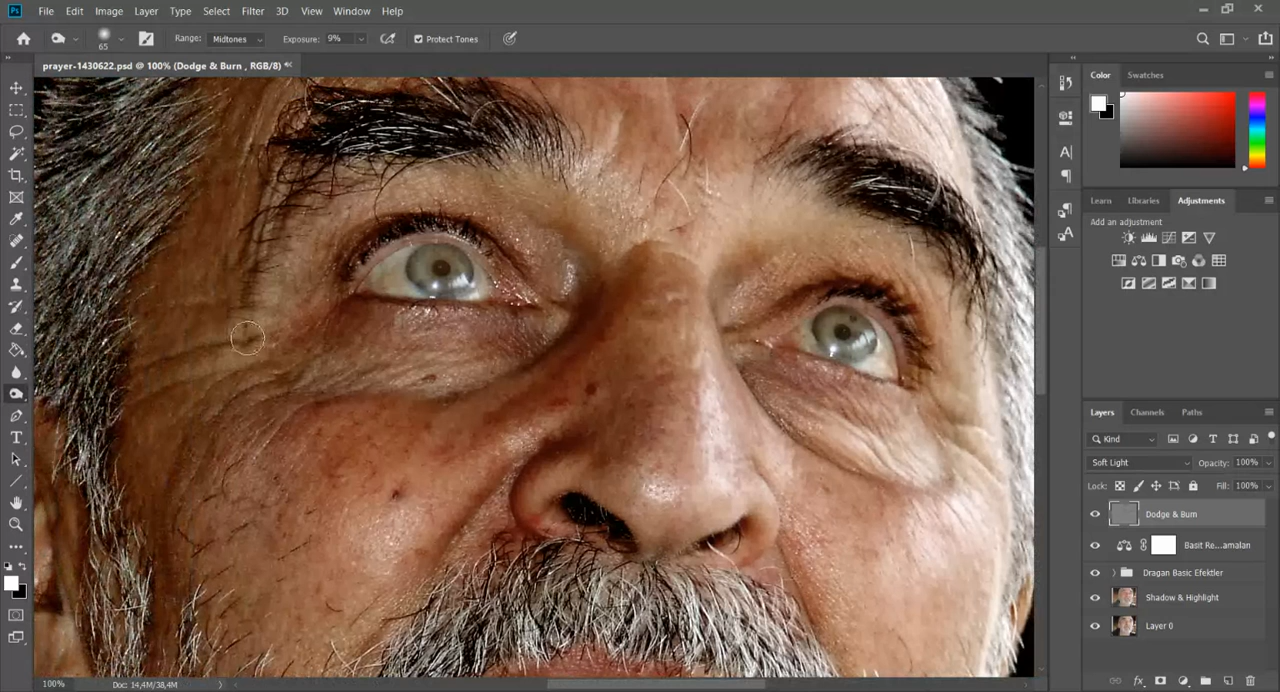 Ps File Edit Image Layer Type Select Filter 3D View Window Help
65 Range: Midtones Exposure: 9% Protect Tones
prayer-1430622.psd @ 100% (Dodge & Burn , RGB/8)
Color Swatches
Learn Libraries Adjustments
Add an adjustment
Layers Channels Paths
Kind
Soft Light Opacity: 100%
Lock: Fill: 100%
Dodge & Burn
Basit Re...amalan
Dragan Basic Efektler
Shadow & Highlight
Layer 0
100% Doc: 14,4M/38,4M